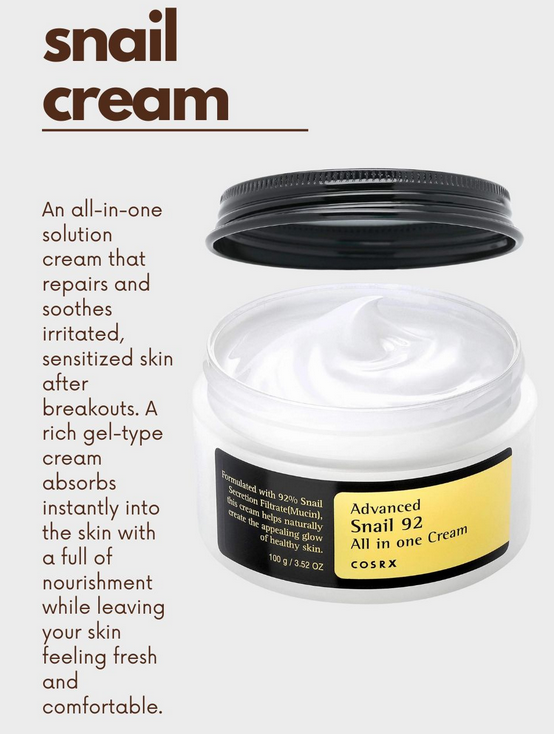 snail
cream
An all-in-one
solution
cream that
repairs and
soothes
irritated,
sensitized skin
after
breakouts. A
rich gel-type
cream
absorbs
instantly into
the skin with
a full of
nourishment
while leaving
your skin
feeling fresh
and
comfortable.
Formulated with 92% Snail
Secretion Filtrate(Mucin),
this cream helps naturally
create the appealing glow
of healthy skin.
100 g / 3.52 OZ
Advanced
Snail 92
All in one Cream
COSRX